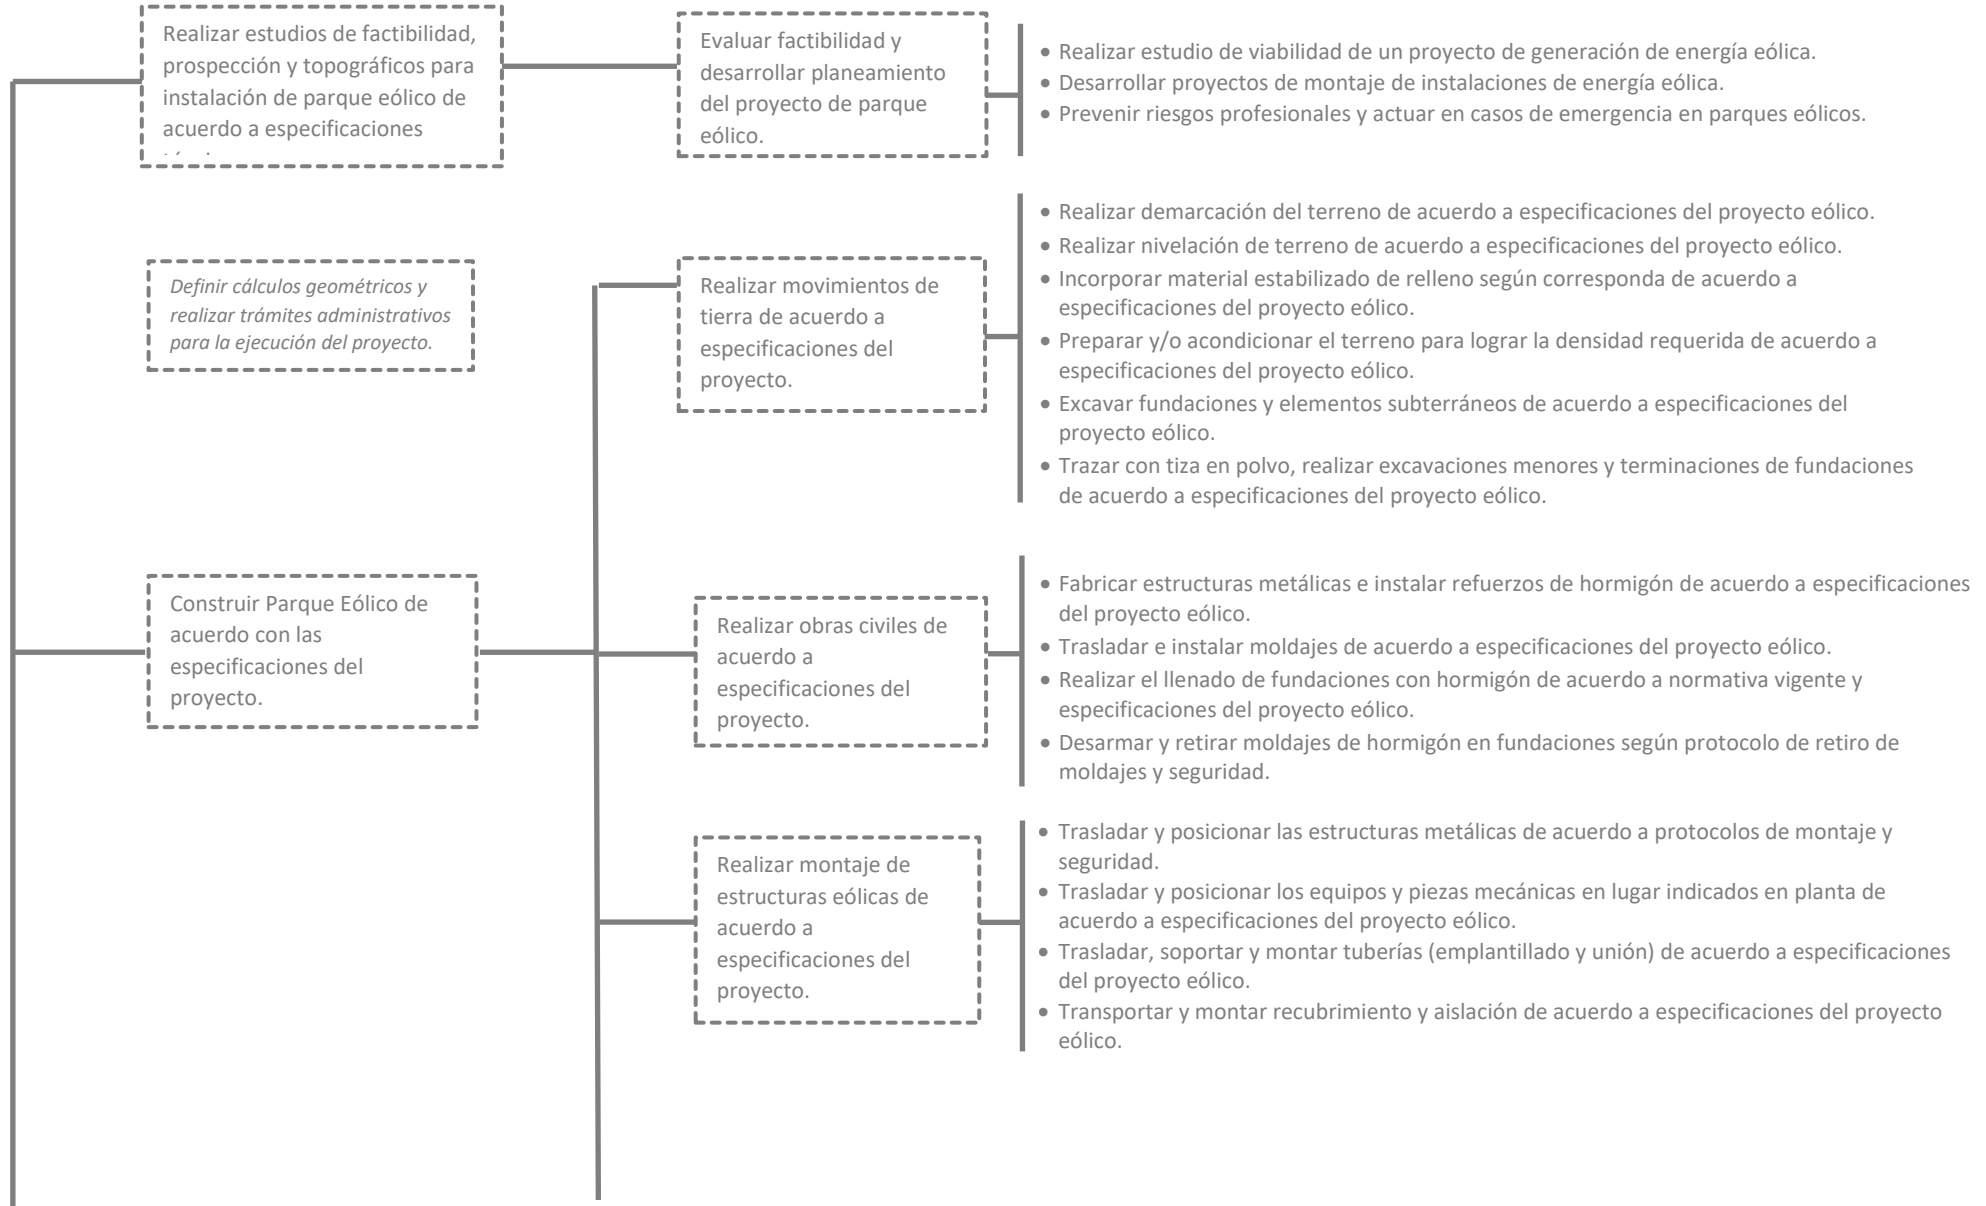 Realizar estudios de factibilidad,
prospección y topográficos para
instalación de parque eólico de
acuerdo a especificaciones
Evaluar factibilidad y
desarrollar planeamiento
del proyecto de parque
eólico.
• Realizar estudio de viabilidad de un proyecto de generación de energía eólica.
• Desarrollar proyectos de montaje de instalaciones de energía eólica.
• Prevenir riesgos profesionales y actuar en casos de emergencia en parques eólicos.
Definir cálculos geométricos y
realizar trámites administrativos
para la ejecución del proyecto.
Realizar movimientos de
tierra de acuerdo a
especificaciones del
proyecto.
• Realizar demarcación del terreno de acuerdo a especificaciones del proyecto eólico.
• Realizar nivelación de terreno de acuerdo a especificaciones del proyecto eólico.
• Incorporar material estabilizado de relleno según corresponda de acuerdo a
especificaciones del proyecto eólico.
• Preparar y/o acondicionar el terreno para lograr la densidad requerida de acuerdo a
especificaciones del proyecto eólico.
• Excavar fundaciones y elementos subterráneos de acuerdo a especificaciones del
proyecto eólico.
• Trazar con tiza en polvo, realizar excavaciones menores y terminaciones de fundaciones
de acuerdo a especificaciones del proyecto eólico.
Construir Parque Eólico de
acuerdo con las
especificaciones del
proyecto.
Realizar obras civiles de
acuerdo a
especificaciones del
proyecto.
• Fabricar estructuras metálicas e instalar refuerzos de hormigón de acuerdo a especificaciones
del proyecto eólico.
• Trasladar e instalar moldajes de acuerdo a especificaciones del proyecto eólico.
• Realizar el llenado de fundaciones con hormigón de acuerdo a normativa vigente y
especificaciones del proyecto eólico.
• Desarmar y retirar moldajes de hormigón en fundaciones según protocolo de retiro de
moldajes y seguridad.
Realizar montaje de
estructuras eólicas de
acuerdo a
especificaciones del
proyecto.
• Trasladar y posicionar las estructuras metálicas de acuerdo a protocolos de montaje y
seguridad.
• Trasladar y posicionar los equipos y piezas mecánicas en lugar indicados en planta de
acuerdo a especificaciones del proyecto eólico.
• Trasladar, soportar y montar tuberías (emplantillado y unión) de acuerdo a especificaciones
del proyecto eólico.
• Transportar y montar recubrimiento y aislación de acuerdo a especificaciones del proyecto
eólico.